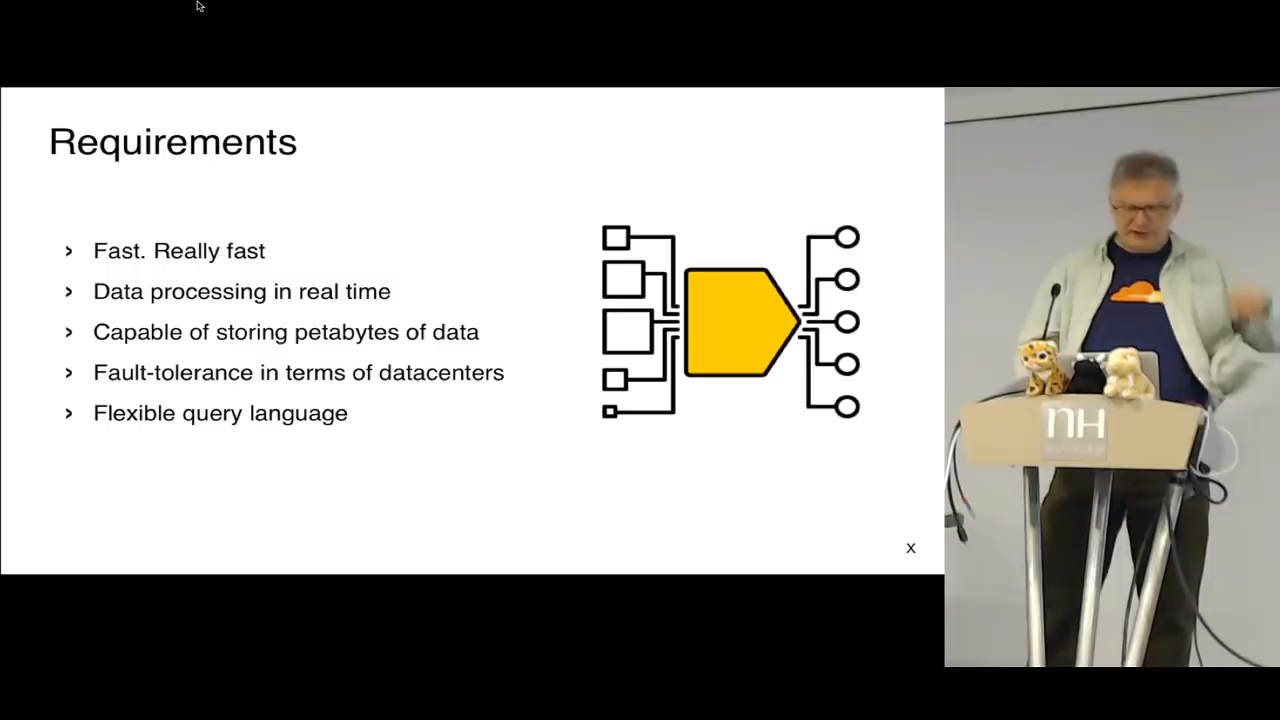 Requirements
› Fast. Really fast
› Data processing in real time
› Capable of storing petabytes of data
› Fault-tolerance in terms of datacenters
› Flexible query language
x
nH